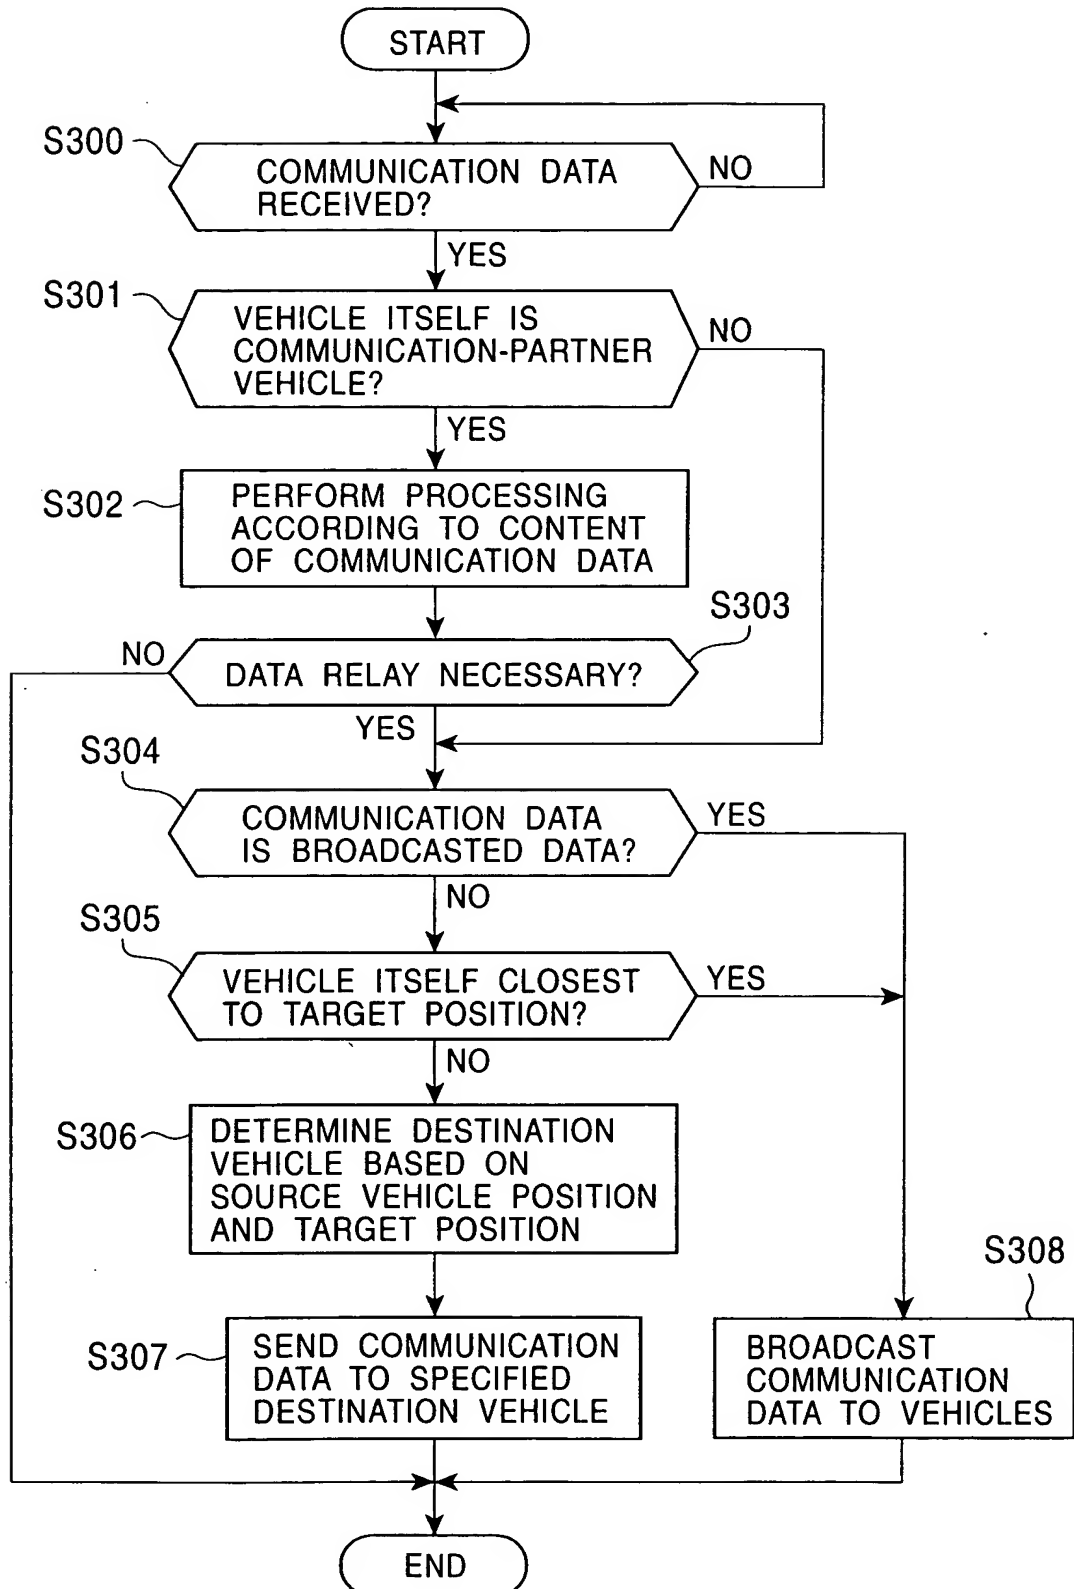 START
S300
COMMUNICATION DATA
RECEIVED?
NO
YES
S301
VEHICLE ITSELF IS
COMMUNICATION-PARTNER
VEHICLE?
NO
YES
S302
PERFORM PROCESSING
ACCORDING TO CONTENT
OF COMMUNICATION DATA
S303
NO
DATA RELAY NECESSARY?
YES
S304
COMMUNICATION DATA
IS BROADCASTED DATA?
YES
NO
S305
VEHICLE ITSELF CLOSEST
TO TARGET POSITION?
YES
NO
S306
DETERMINE DESTINATION
VEHICLE BASED ON
SOURCE VEHICLE POSITION
AND TARGET POSITION
S307
SEND COMMUNICATION
DATA TO SPECIFIED
DESTINATION VEHICLE
S308
BROADCAST
COMMUNICATION
DATA TO VEHICLES
END